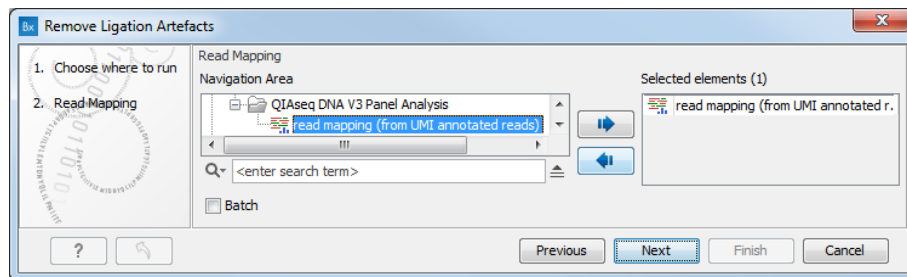 Bx Remove Ligation Artefacts
1. Choose where to run
2. Read Mapping
Read Mapping
Navigation Area
QIAseq DNA V3 Panel Analysis
read mapping (from UMI annotated reads)
<enter search term>
Batch
Selected elements (1)
read mapping (from UMI annotated r.
?
Previous
Next
Finish
Cancel